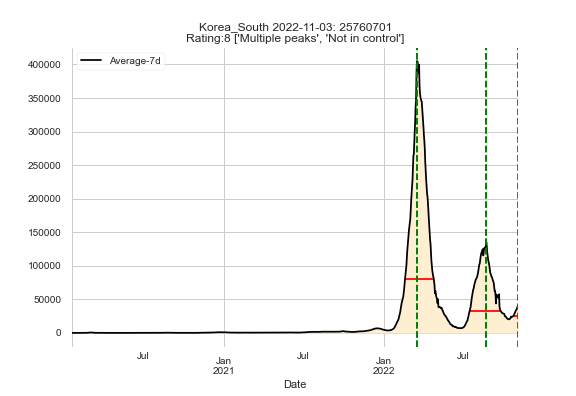 Korea_South 2022-11-03: 25760701
Rating:8 ['Multiple peaks', 'Not in control']
Average-7d
400000
350000
300000
250000
200000
150000
100000
50000
0
Jul
Jan
2021
Jul
Jan
2022
Jul
Date